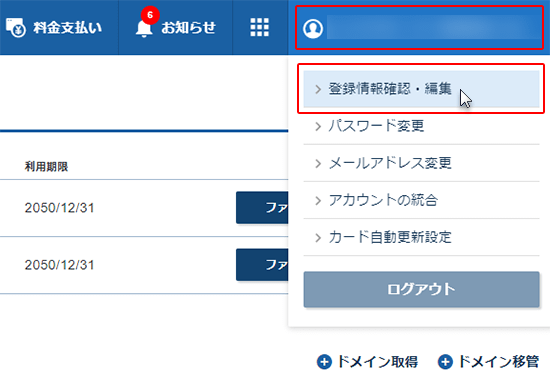 料金支払い
6
お知らせ
登録情報確認・編集
パスワード変更
メールアドレス変更
アカウントの統合
カード自動更新設定
ログアウト
利用期限
2050/12/31
ファ
2050/12/31
ファ
ドメイン取得
ドメイン移管